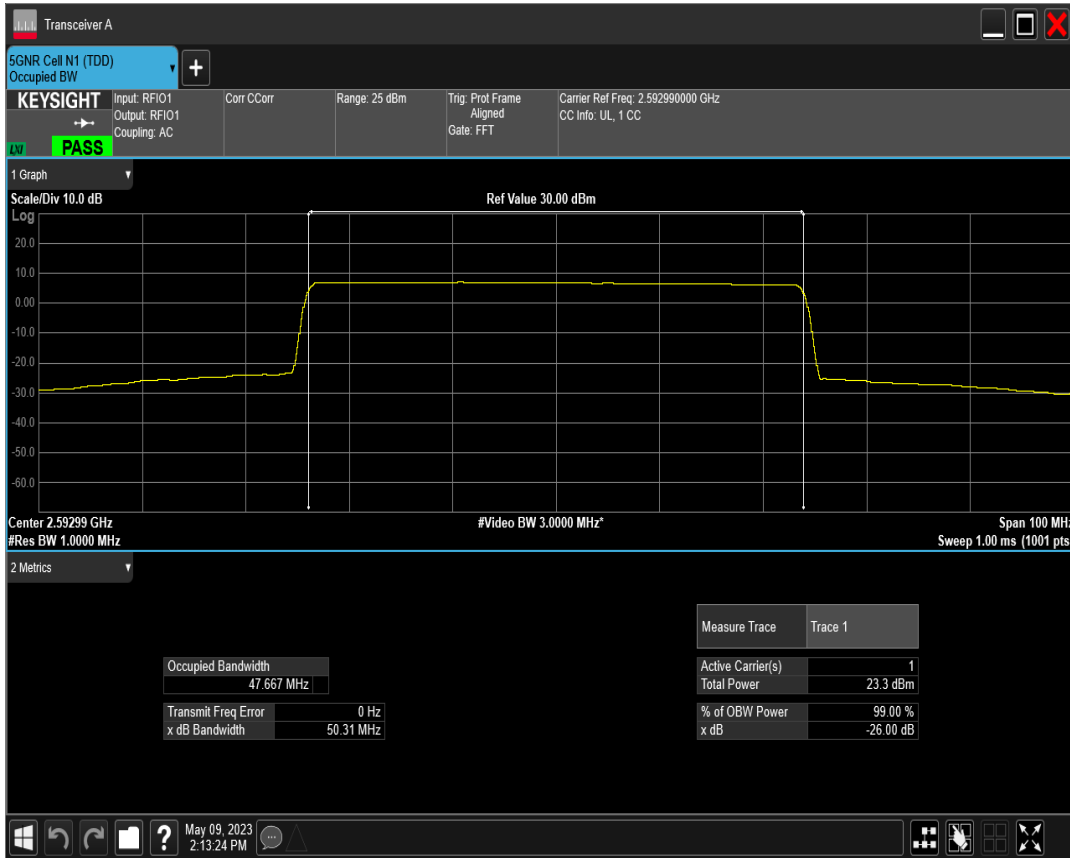 Transceiver A
5GNR Cell N1 (TDD)
Occupied BW
KEYSIGHT
LXI
PASS
Input: RFIO1
Output: RFIO1
Coupling: AC
Corr CCorr
Range: 25 dBm
Trig: Prot Frame
Aligned
Gate: FFT
Carrier Ref Freq: 2.592990000 GHz
CC Info: UL, 1 CC
1 Graph
Scale/Div 10.0 dB
Ref Value 30.00 dBm
Log
20.0
10.0
0.00
-10.0
-20.0
-30.0
-40.0
-50.0
-60.0
Center 2.59299 GHz
#Video BW 3.0000 MHz*
Span 100 MHz
#Res BW 1.0000 MHz
Sweep 1.00 ms (1001 pts
2 Metrics
Measure Trace Trace 1
Occupied Bandwidth
47.667 MHz
Active Carrier(s) 1
Total Power 23.3 dBm
Transmit Freq Error 0 Hz
x dB Bandwidth 50.31 MHz
% of OBW Power 99.00 %
x dB -26.00 dB
May 09, 2023
2:13:24 PM